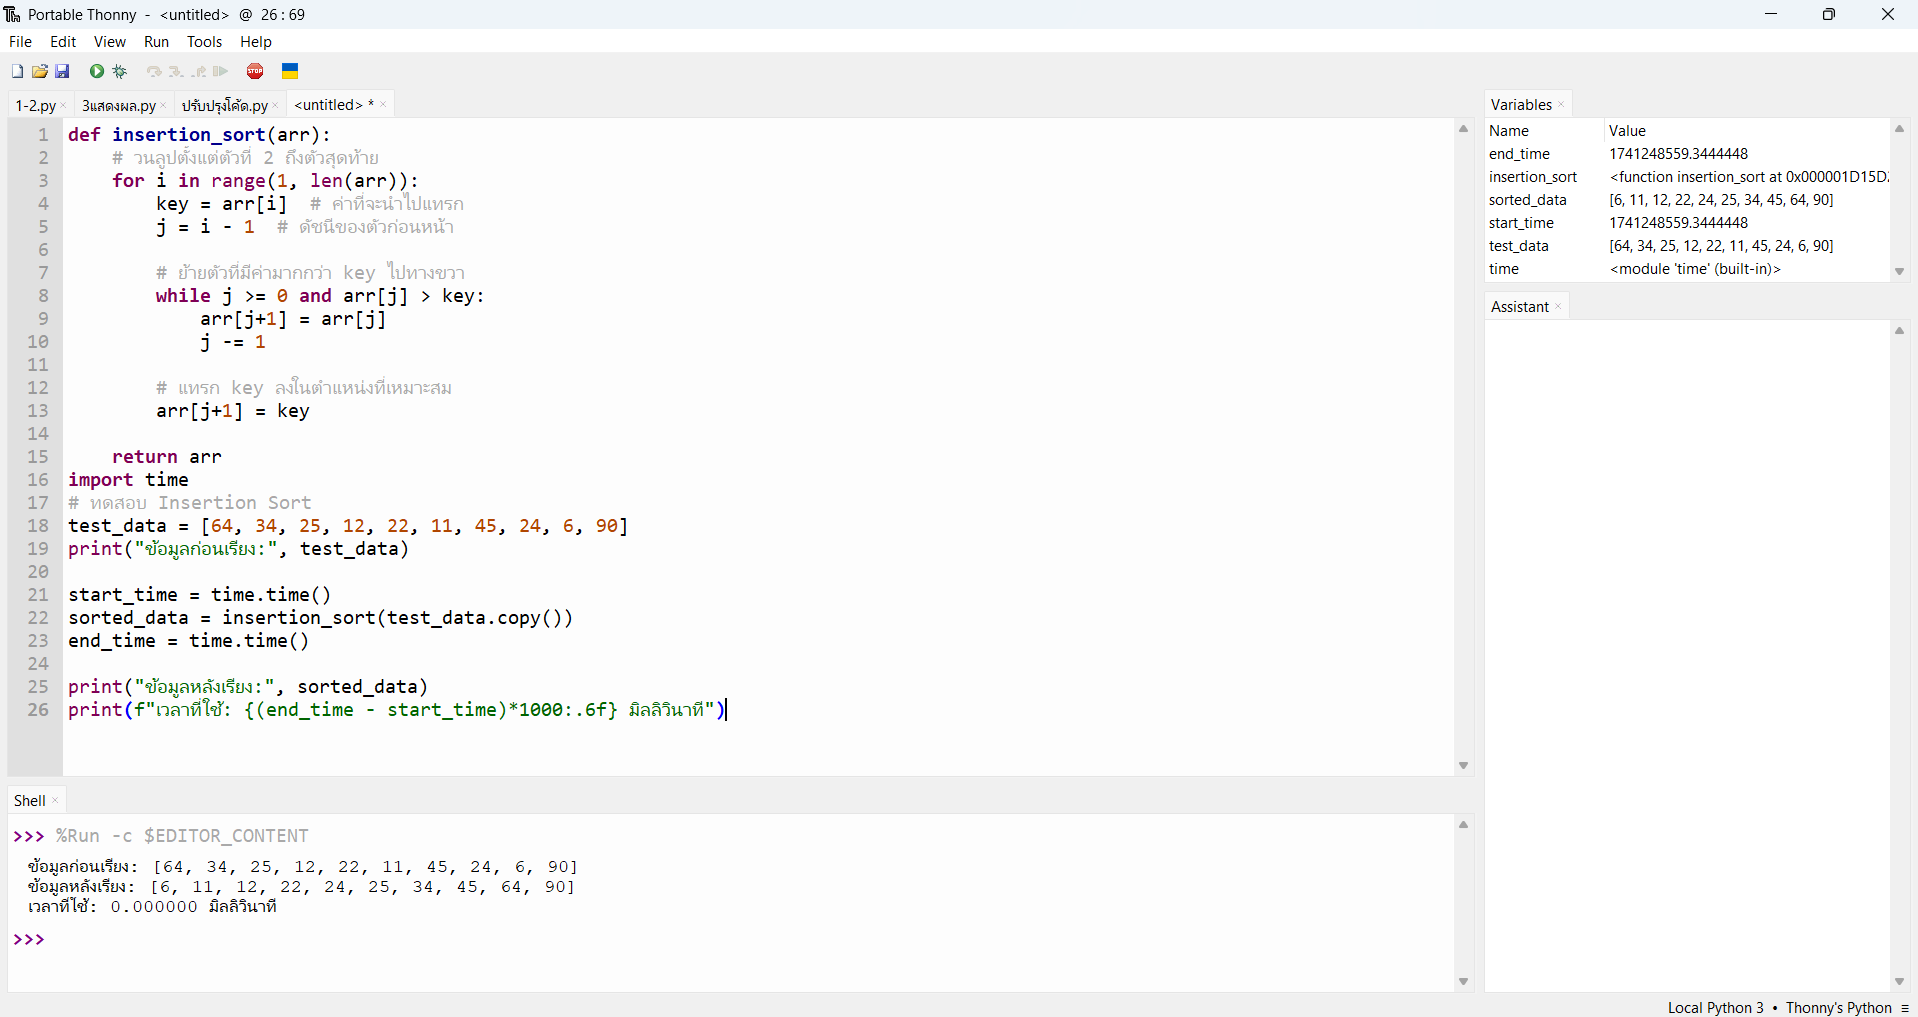 Portable Thonny - <untitled> @ 26 : 69
File Edit View Run Tools Help
STOP
1-2.py × 3แสดงผล.py × ปรับปรุงโค้ด.py × <untitled> * ×
1 def insertion_sort(arr):
2 # วนลูปตั้งแต่ตัวที่ 2 ถึงตัวสุดท้าย
3 for i in range(1, len(arr)):
4 key = arr[i] # ค่าที่จะนำไปแทรก
5 j = i - 1 # ดัชนีของตัวก่อนหน้า
6
7 # ย้ายตัวที่มีค่ามากกว่า key ไปทางขวา
8 while j >= 0 and arr[j] > key:
9 arr[j+1] = arr[j]
10 j -= 1
11
12 # แทรก key ลงในตำแหน่งที่เหมาะสม
13 arr[j+1] = key
14
15 return arr
16 import time
17 # ทดสอบ Insertion Sort
18 test_data = [64, 34, 25, 12, 22, 11, 45, 24, 6, 90]
19 print("ข้อมูลก่อนเรียง:", test_data)
20
21 start_time = time.time()
22 sorted_data = insertion_sort(test_data.copy())
23 end_time = time.time()
24
25 print("ข้อมูลหลังเรียง:", sorted_data)
26 print(f"เวลาที่ใช้: {(end_time - start_time)*1000:.6f} มิลลิวินาที")
Shell ×
>>> %Run -c $EDITOR_CONTENT
ข้อมูลก่อนเรียง: [64, 34, 25, 12, 22, 11, 45, 24, 6, 90]
ข้อมูลหลังเรียง: [6, 11, 12, 22, 24, 25, 34, 45, 64, 90]
เวลาที่ใช้: 0.000000 มิลลิวินาที
>>>
Variables ×
Name Value
end_time 1741248559.3444448
insertion_sort <function insertion_sort at 0x000001D15D
sorted_data [6, 11, 12, 22, 24, 25, 34, 45, 64, 90]
start_time 1741248559.3444448
test_data [64, 34, 25, 12, 22, 11, 45, 24, 6, 90]
time <module 'time' (built-in)>
Assistant ×
Local Python 3 • Thonny's Python ≡